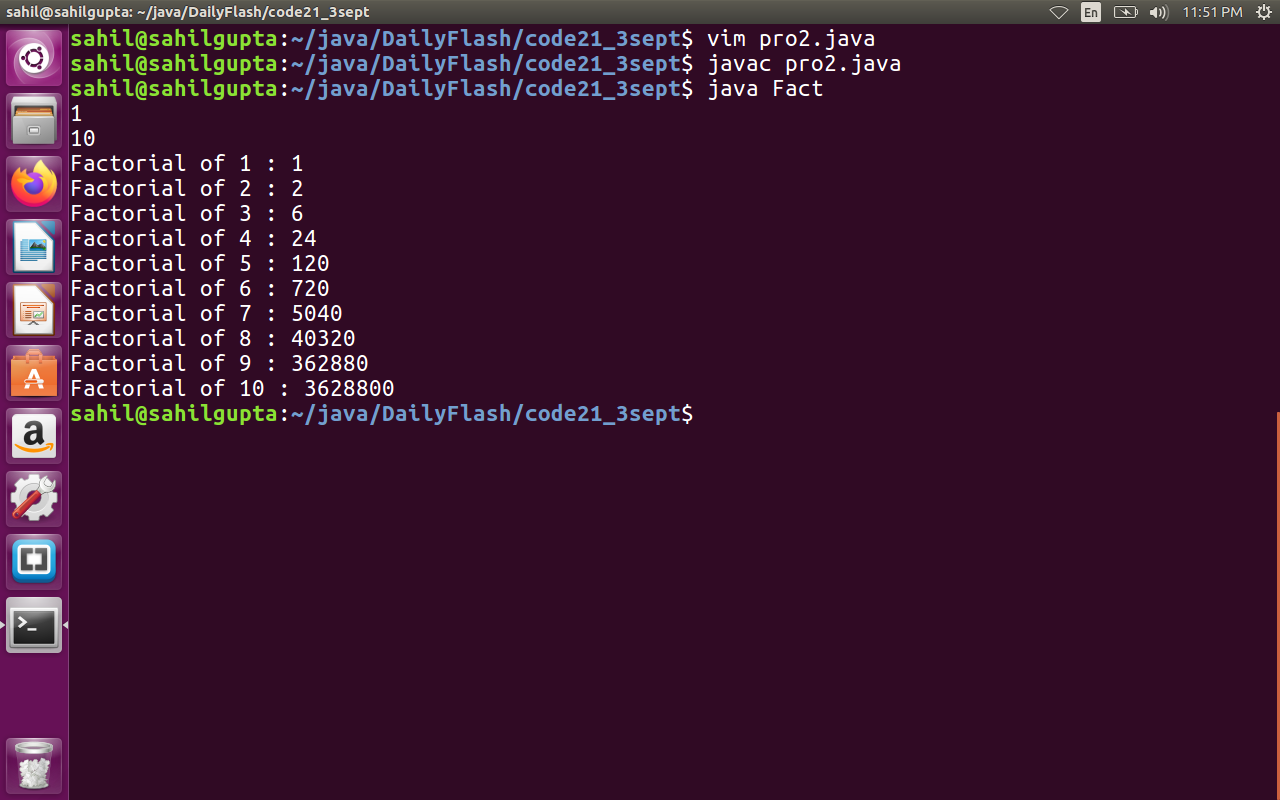 sahil@sahilgupta: ~/java/DailyFlash/code21_3sept
En
11:51 PM
sahil@sahilgupta:~/java/DailyFlash/code21_3sept$ vim pro2.java
sahil@sahilgupta:~/java/DailyFlash/code21_3sept$ javac pro2.java
sahil@sahilgupta:~/java/DailyFlash/code21_3sept$ java Fact
1
10
Factorial of 1 : 1
Factorial of 2 : 2
Factorial of 3 : 6
Factorial of 4 : 24
Factorial of 5 : 120
Factorial of 6 : 720
Factorial of 7 : 5040
Factorial of 8 : 40320
Factorial of 9 : 362880
Factorial of 10 : 3628800
sahil@sahilgupta:~/java/DailyFlash/code21_3sept$